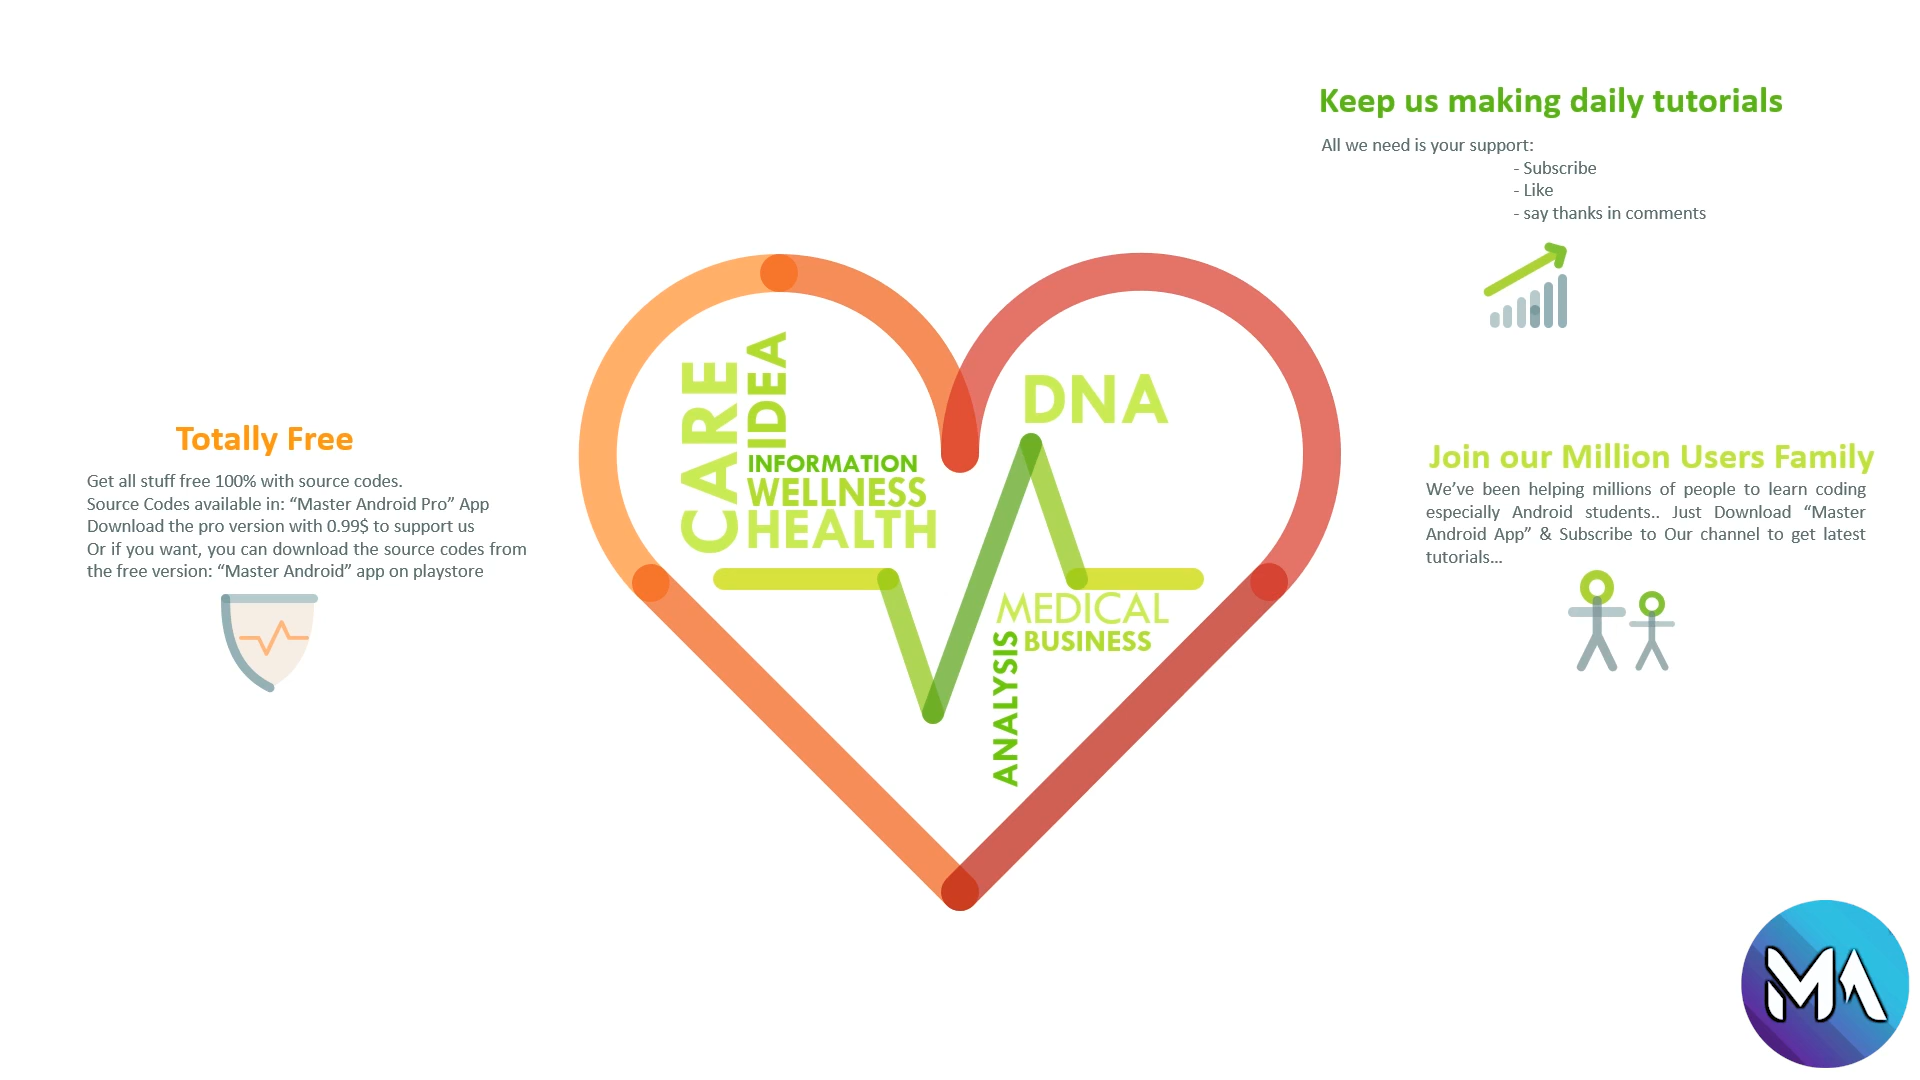 Keep us making daily tutorials
All we need is your support:
- Subscribe
- Like
- say thanks in comments
Totally Free
Get all stuff free 100% with source codes.
Source Codes available in: “Master Android Pro” App
Download the pro version with 0.99$ to support us
Or if you want, you can download the source codes from
the free version: “Master Android” app on playstore
CARE
IDEA
INFORMATION
WELLNESS
HEALTH
DNA
MEDICAL
BUSINESS
ANALYSIS
Join our Million Users Family
We’ve been helping millions of people to learn coding
especially Android students.. Just Download “Master
Android App” & Subscribe to Our channel to get latest
tutorials...
MA